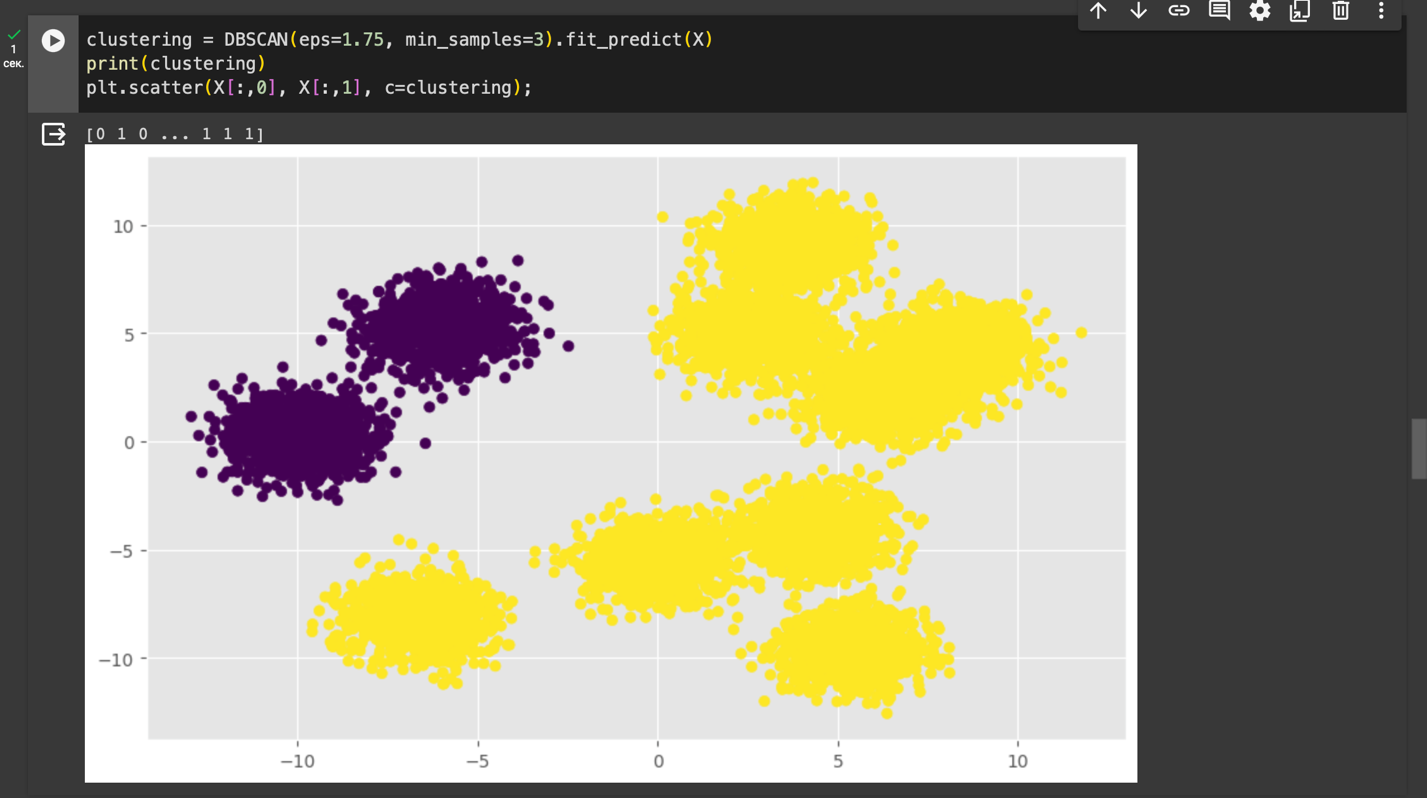 clustering = DBSCAN(eps=1.75, min_samples=3).fit_predict(X)
1
print(clustering)
сек.
plt.scatter(X[:,0], X[:,1], c=clustering);
[0 1 0 ... 1 1 1]
10
5
0
−5
−10
−10 −5 0 5 10